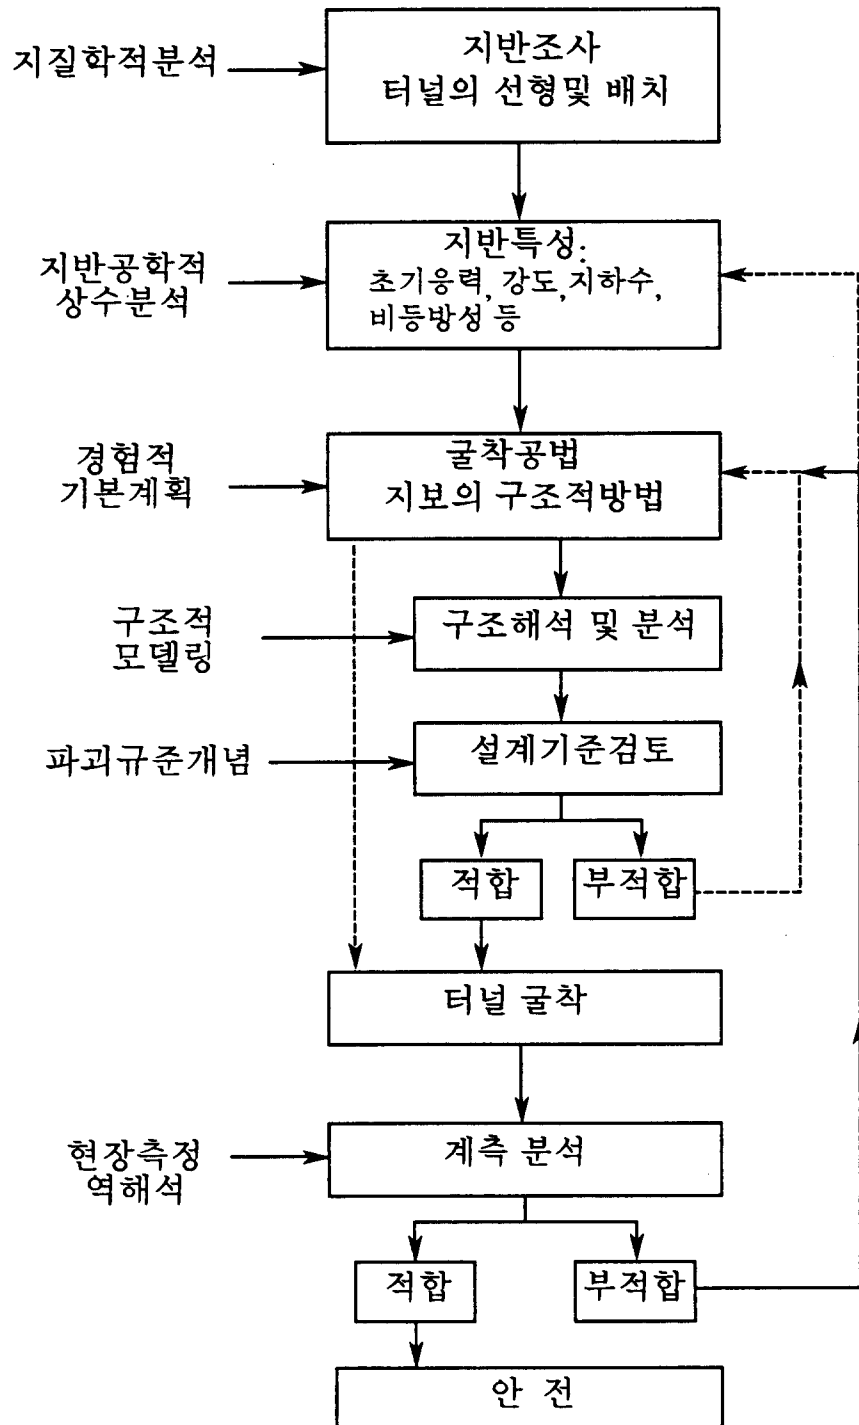 지질학적분석
지반조사
터널의 선형및 배치
지반공학적
상수분석
지반특성:
초기응력, 강도,지하수,
비등방성 등
경험적
기본계획
굴착공법
지보의 구조적방법
구조적
모델링
구조해석 및 분석
파괴규준개념
설계기준검토
적합
부적합
터널 굴착
현장측정
역해석
계측 분석
적합
부적합
안 전